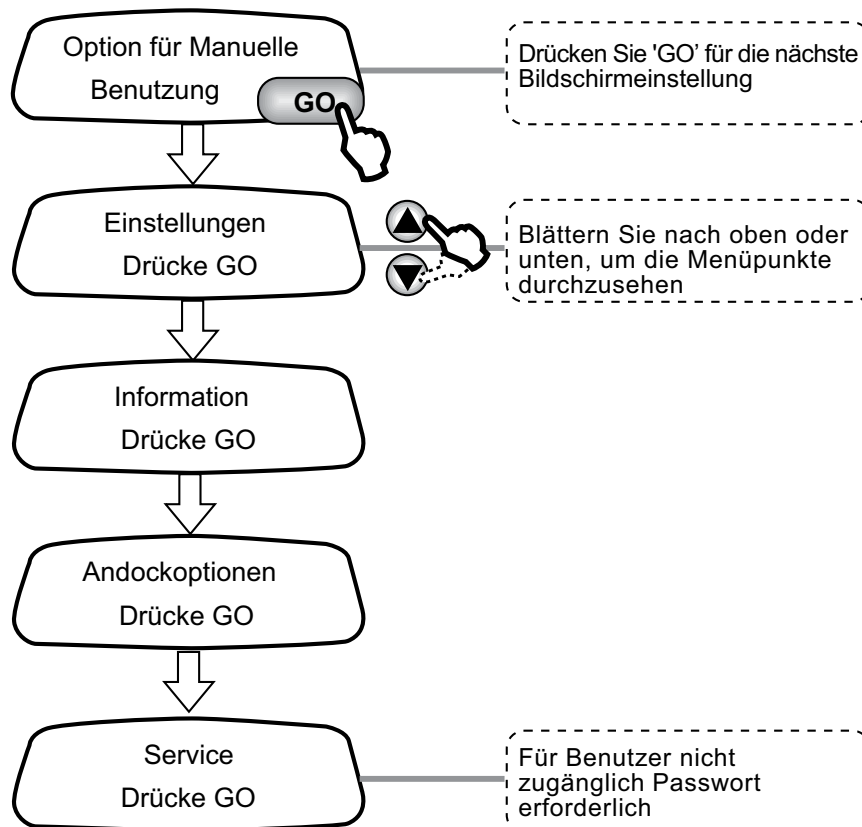 Option für Manuelle
Benutzung
GO
Drücken Sie 'GO’ für die nächste
Bildschirmeinstellung
Einstellungen
Drücke GO
Blättern Sie nach oben oder
unten, um die Menüpunkte
durchzusehen
Information
Drücke GO
Andockoptionen
Drücke GO
Service
Drücke GO
Für Benutzer nicht
zugänglich Passwort
erforderlich